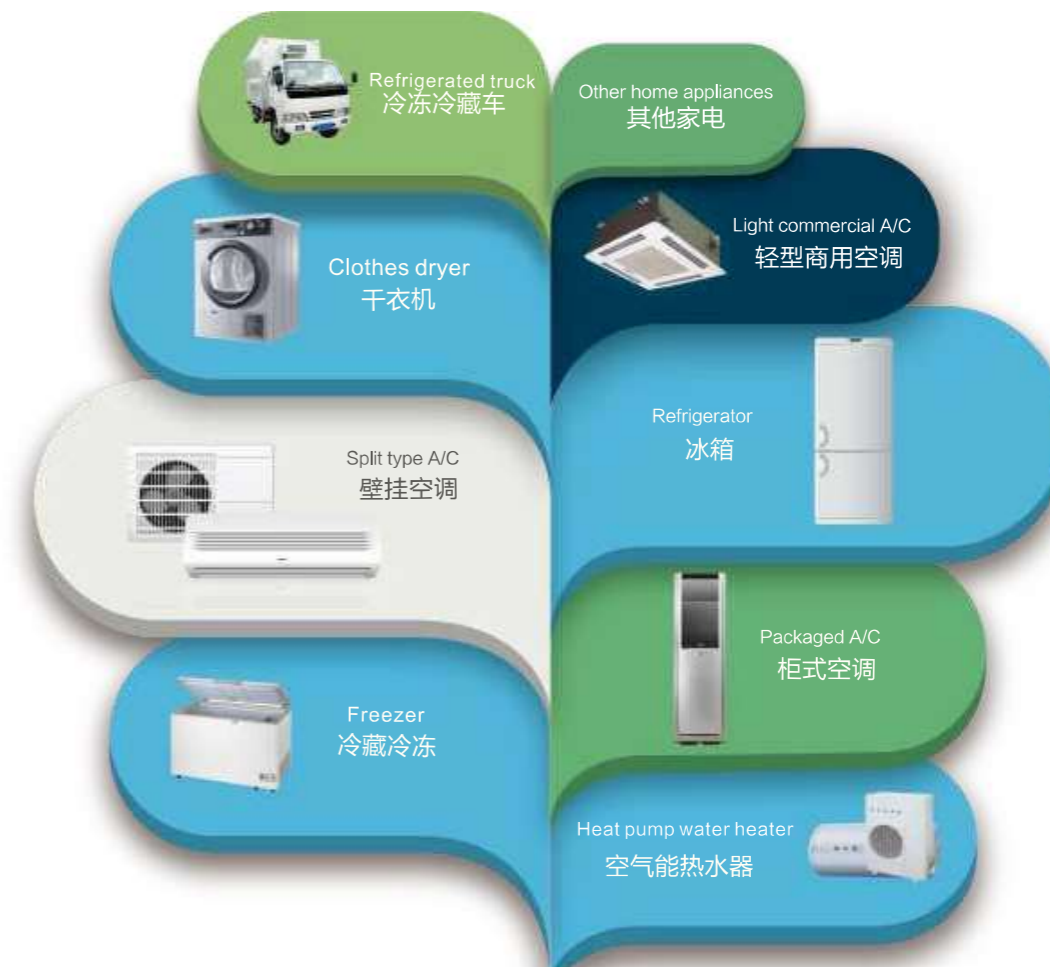 Refrigerated truck
冷冻冷藏车
Other home appliances
其他家电
Clothes dryer
干衣机
Light commercial A/C
轻型商用空调
Split type A/C
壁挂空调
Refrigerator
冰箱
Freezer
冷藏冷冻
Packaged A/C
柜式空调
Heat pump water heater
空气能热水器